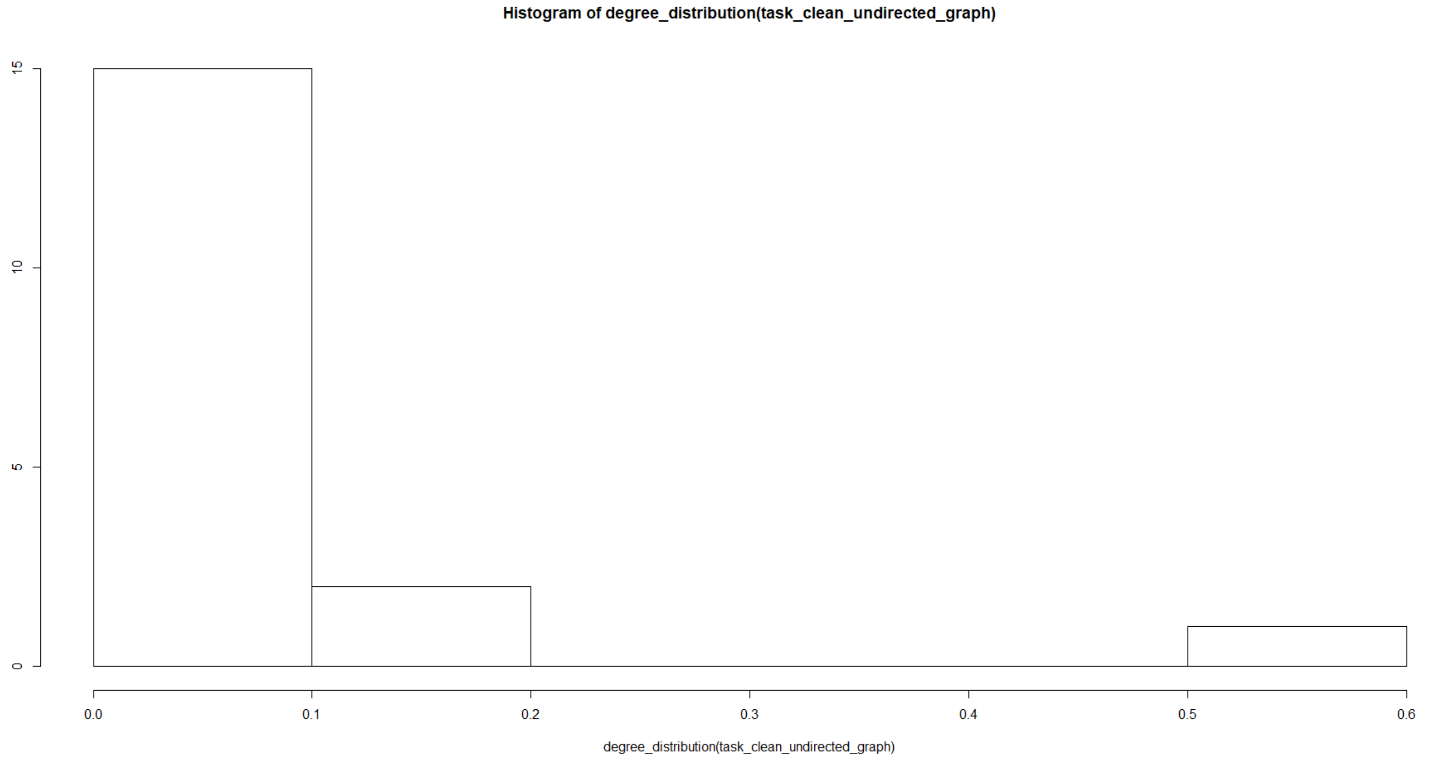 Histogram of degree_distribution(task_clean_undirected_graph)
15
10
5
0
0.0 0.1 0.2 0.3 0.4 0.5 0.6
degree_distribution(task_clean_undirected_graph)